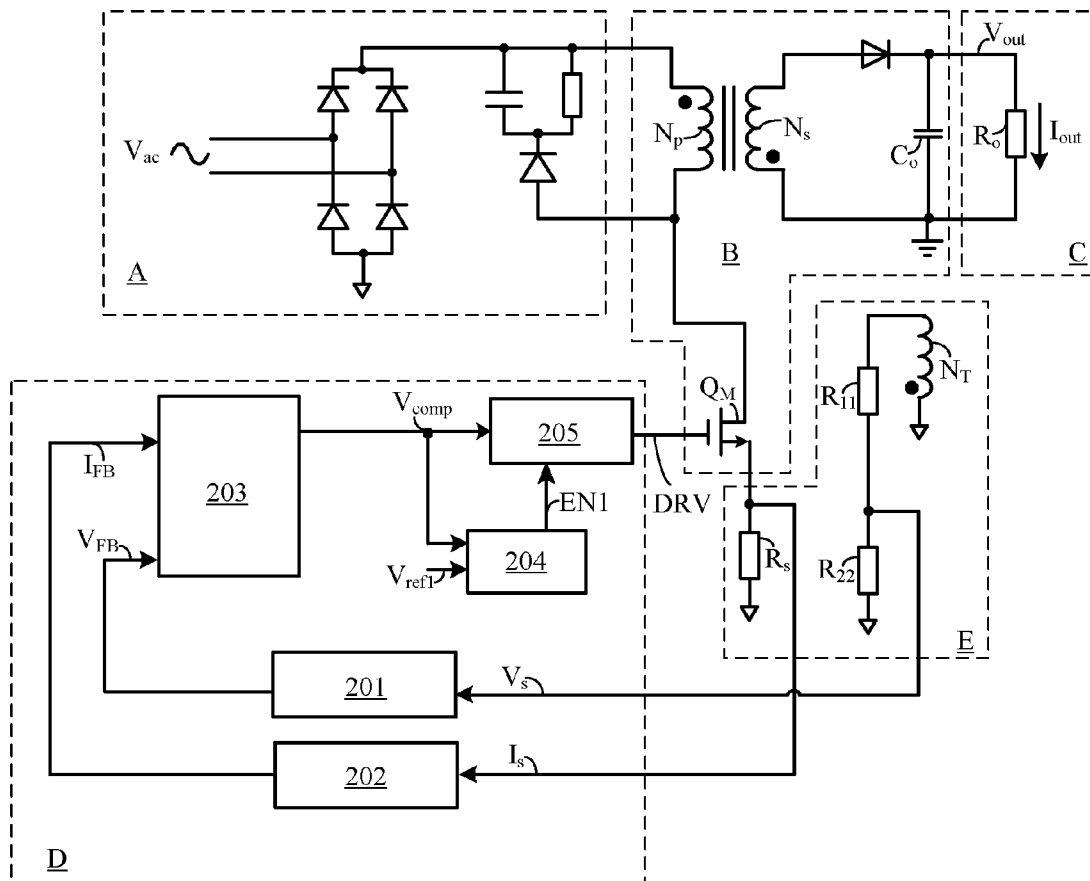 V_out
V_ac
N_p
N_s
C_o
R_o
I_out
A
B
C
N_T
R_11
Q_M
V_comp
205
I_FB
203
DRV
EN1
V_FB
V_ref1
204
R_s
R_22
E
201
V_s
202
I_s
D